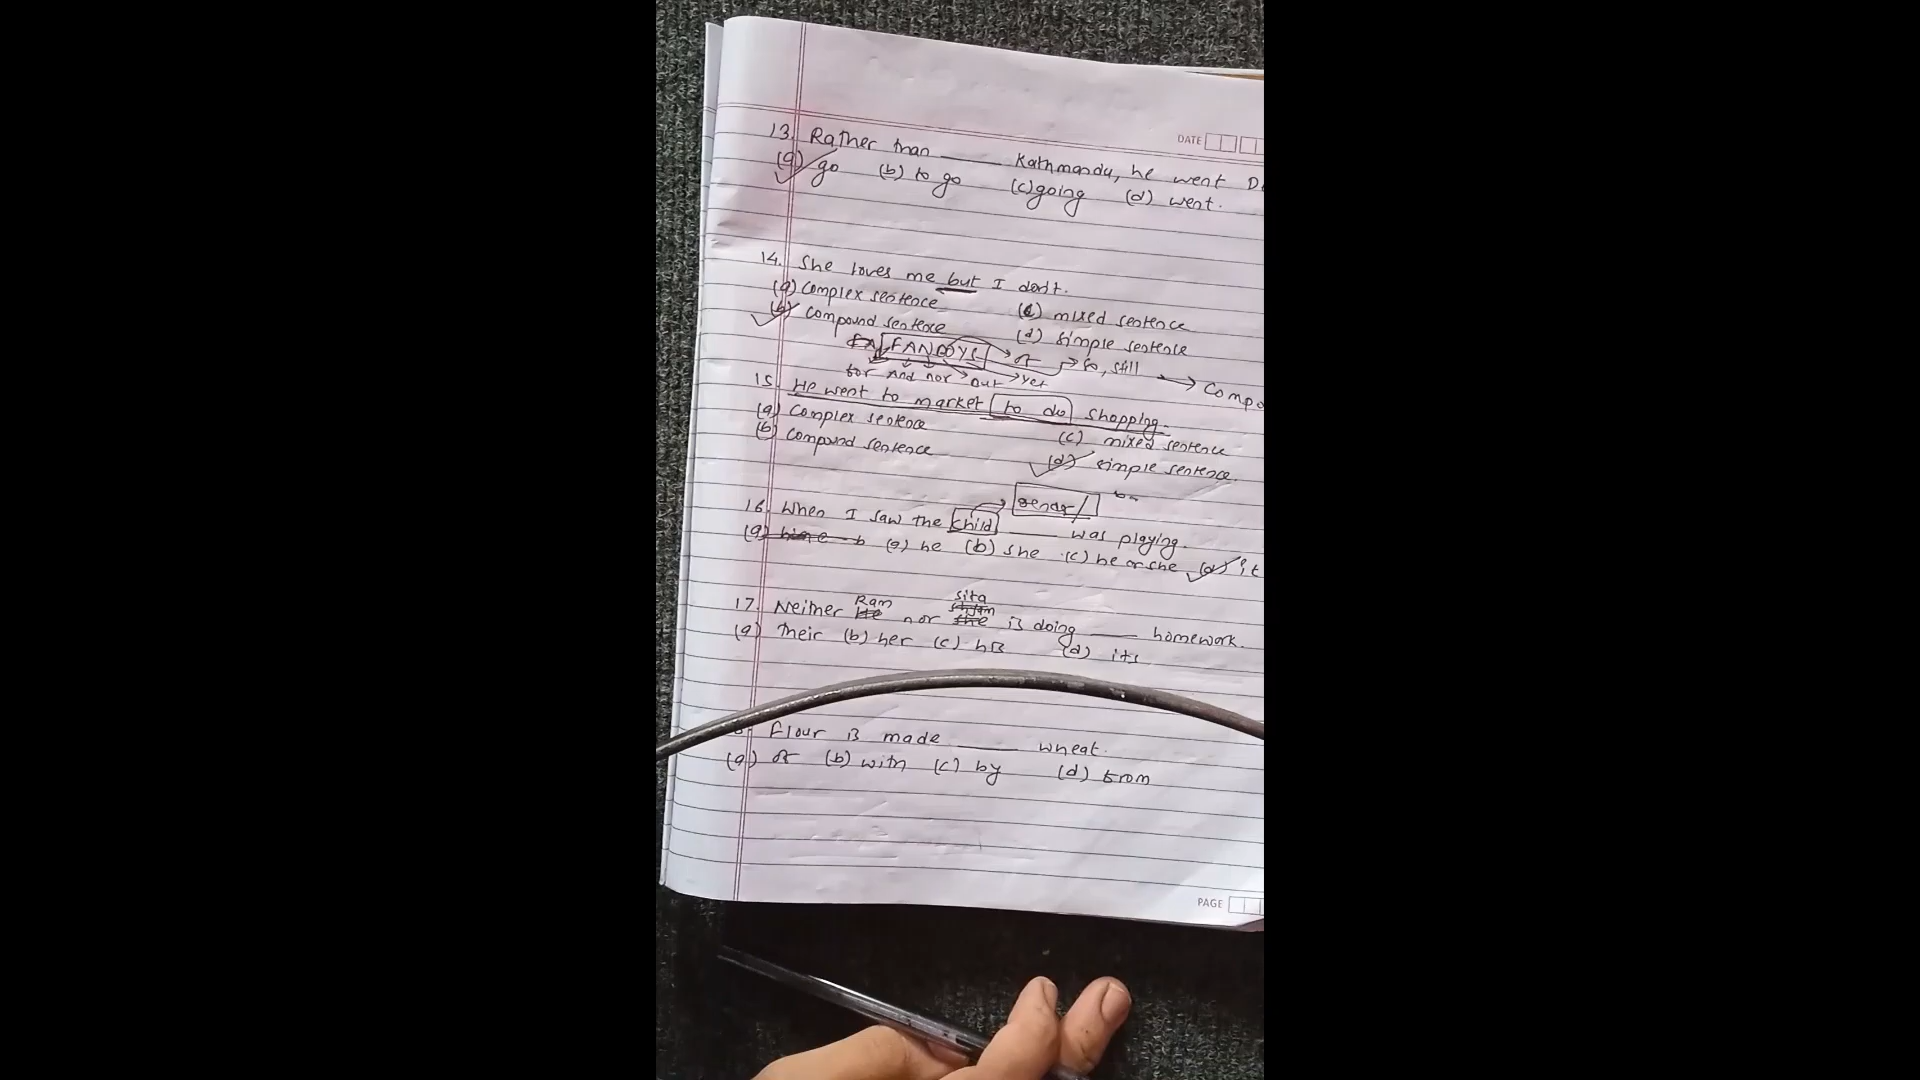 DATE
13. Rather than ____ Kathmandu, he went
(a) go (b) to go (c) going (d) went.
14. She loves me but I don't.
(a) complex sentence (c) mixed sentence
(b) compound sentence (d) simple sentence
FANBOYS or so, still
for And nor but yet Compo
15. He went to market to do shopping.
(a) complex sentence (c) mixed sentence
(b) compound sentence (d) simple sentence.
16. When I saw the child ____ was playing.
(a) he (b) she (c) he or she (d) it
17. Neither Ram nor Sita is doing ____ homework.
(a) their (b) her (c) his (d) its
Flour is made ____ wheat.
(a) of (b) with (c) by (d) from
PAGE